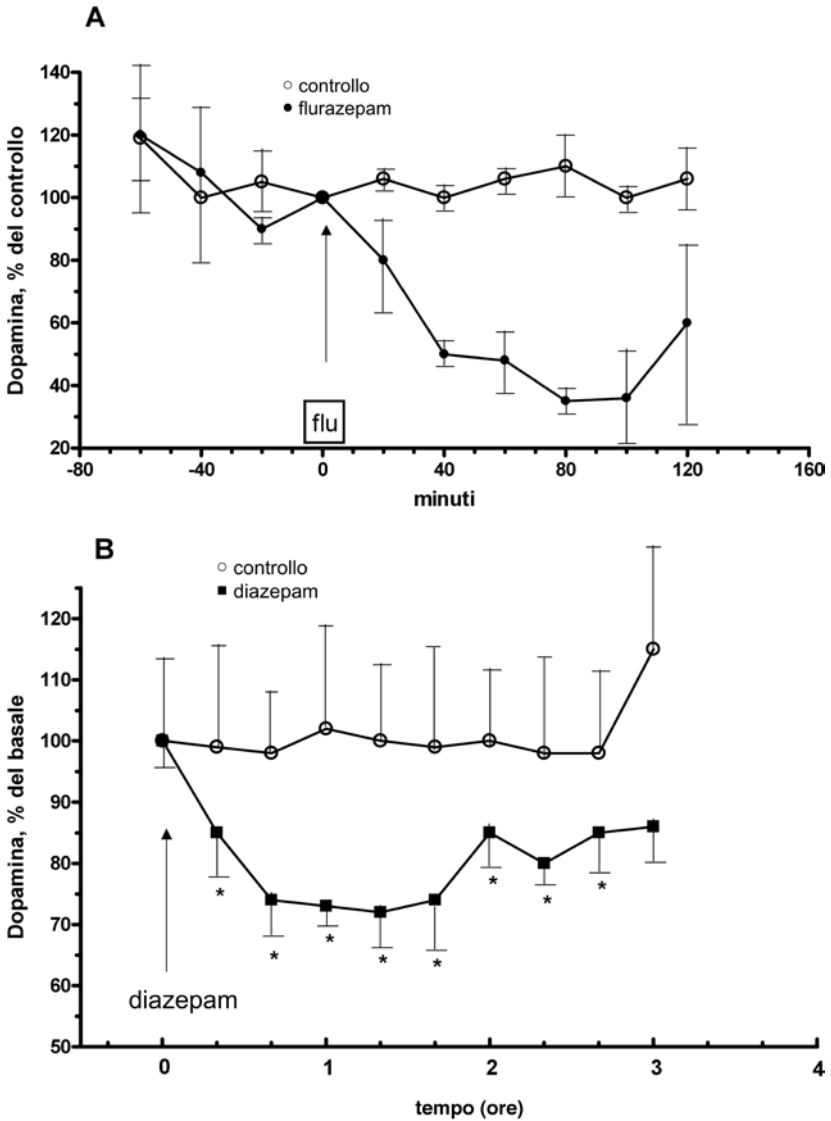 A
controllo
flurazepam
Dopamina, % del controllo
140
120
100
80
60
40
20
flu
-80
-40
0
40
80
120
160
minuti
B
controllo
diazepam
Dopamina, % del basale
120
110
100
90
80
70
60
50
* * * * * * * *
diazepam
0
1
2
3
4
tempo (ore)